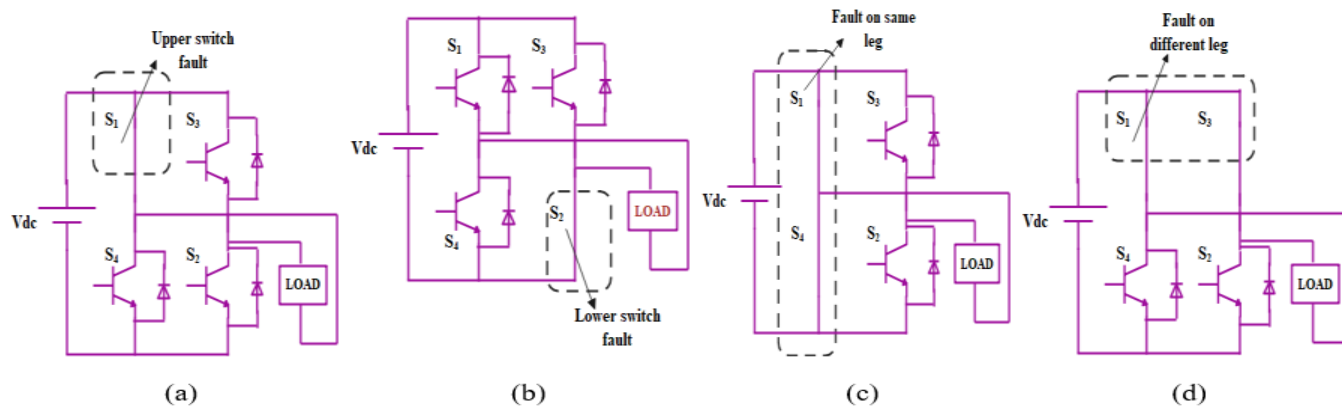 Upper switch
fault
S1
S3
Vdc
S4
S2
LOAD
(a)
S1
S3
Vdc
S4
S2
LOAD
Lower switch
fault
(b)
Fault on same
leg
S1
S3
Vdc
S4
S2
LOAD
(c)
Fault on
different leg
S1
S3
Vdc
S4
S2
LOAD
(d)